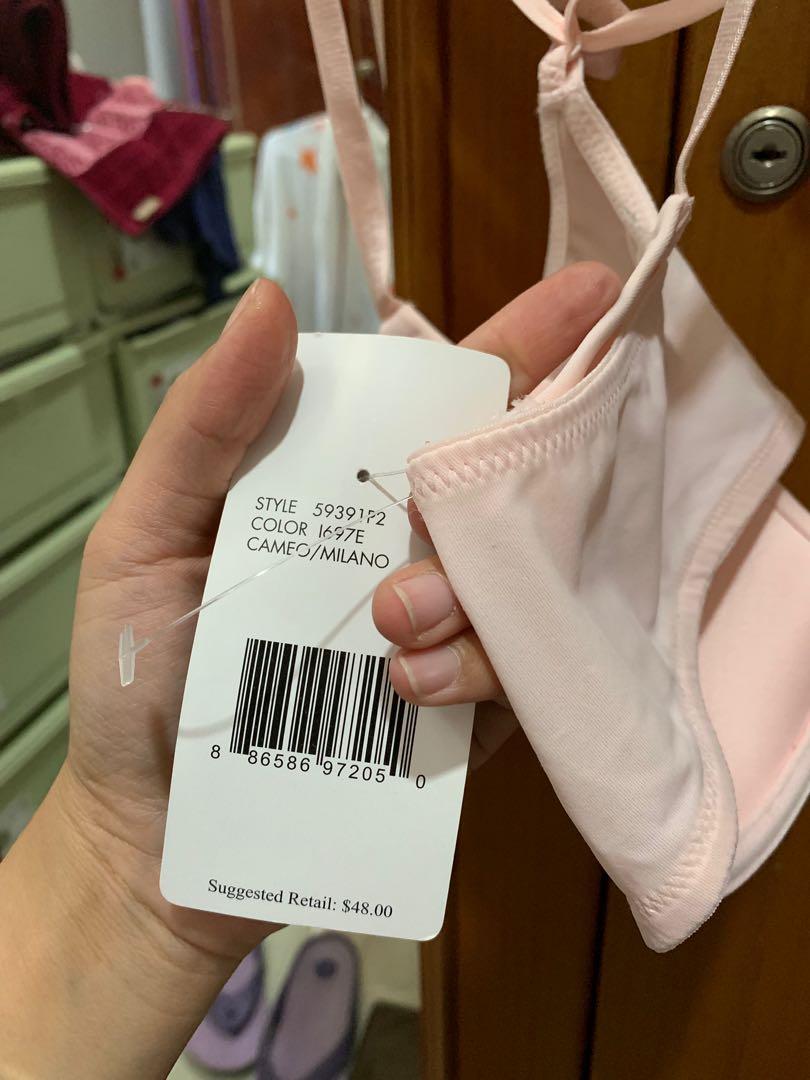 STYLE 59391P2
COLOR I697E
CAMEO/MILANO
8 86586 97205 0
Suggested Retail: $48.00